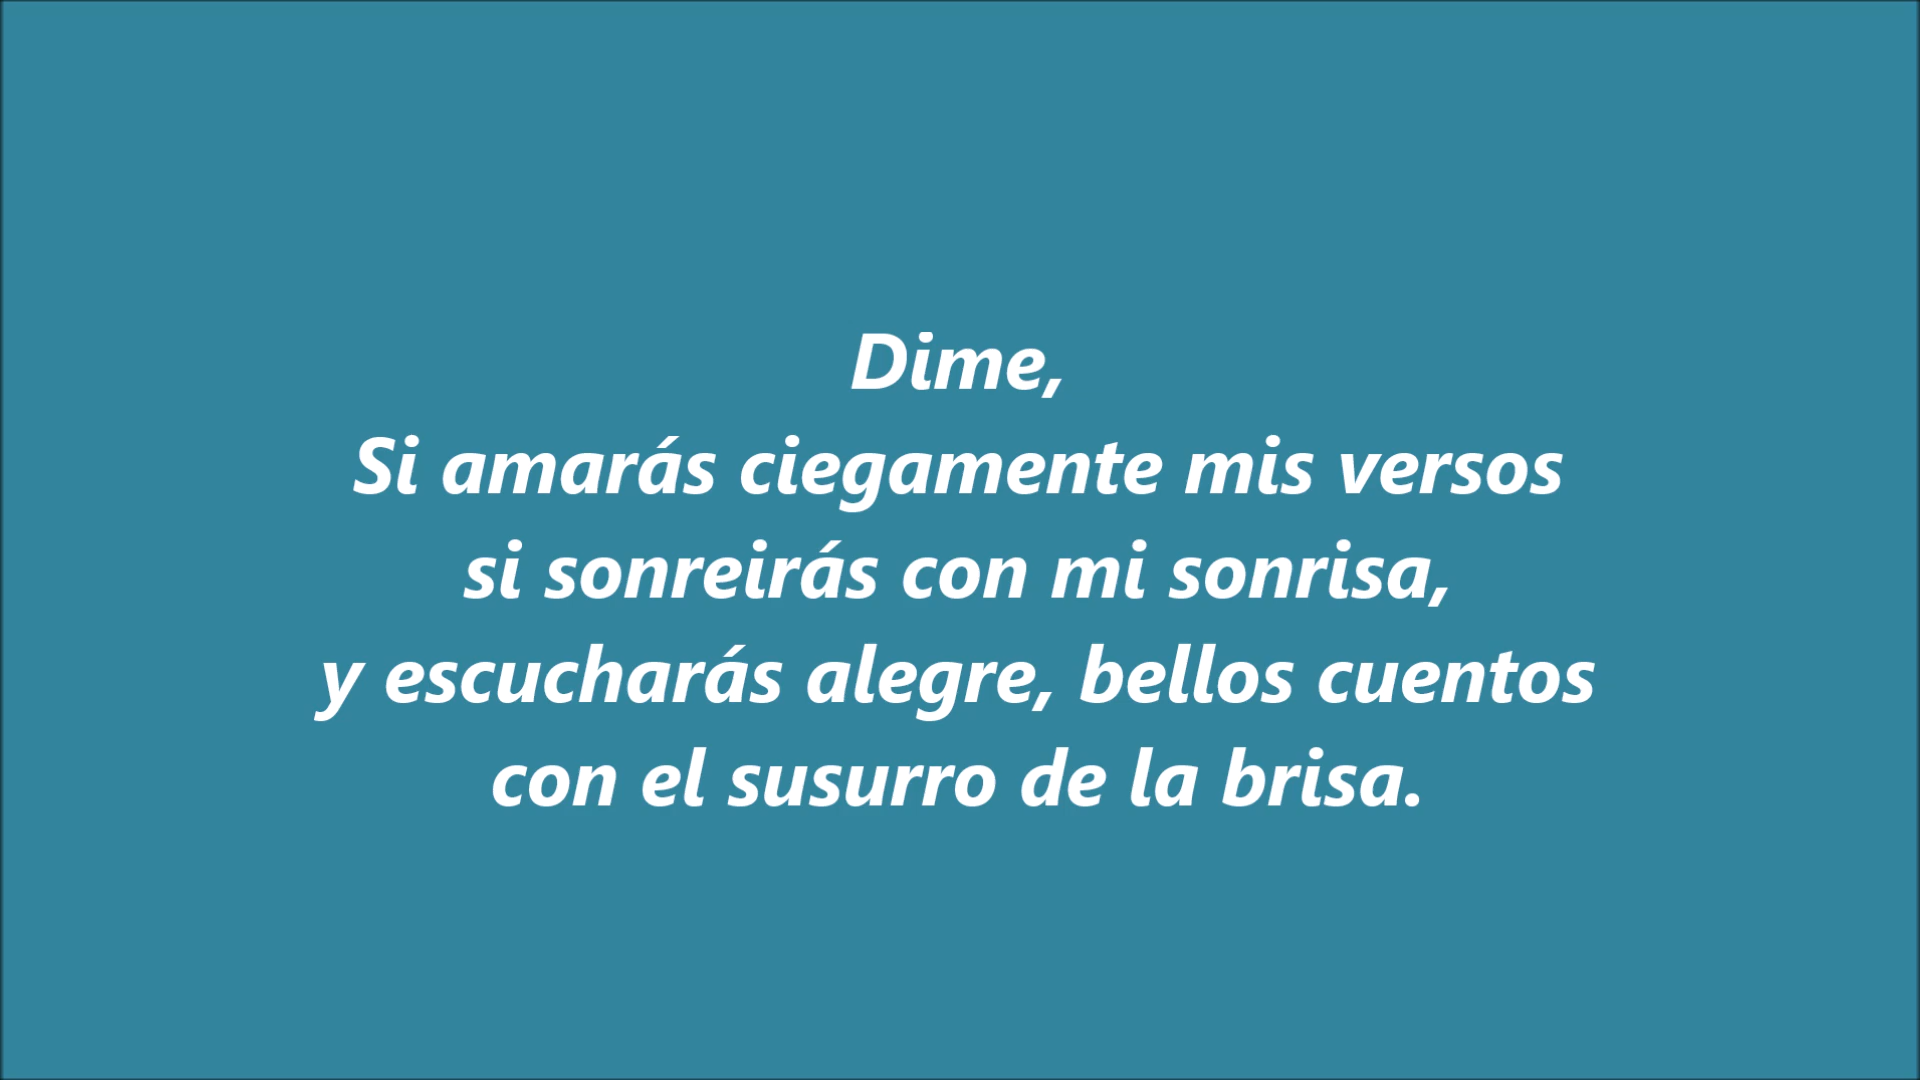 Dime,
Si amarás ciegamente mis versos
si sonreirás con mi sonrisa,
y escucharás alegre, bellos cuentos
con el susurro de la brisa.